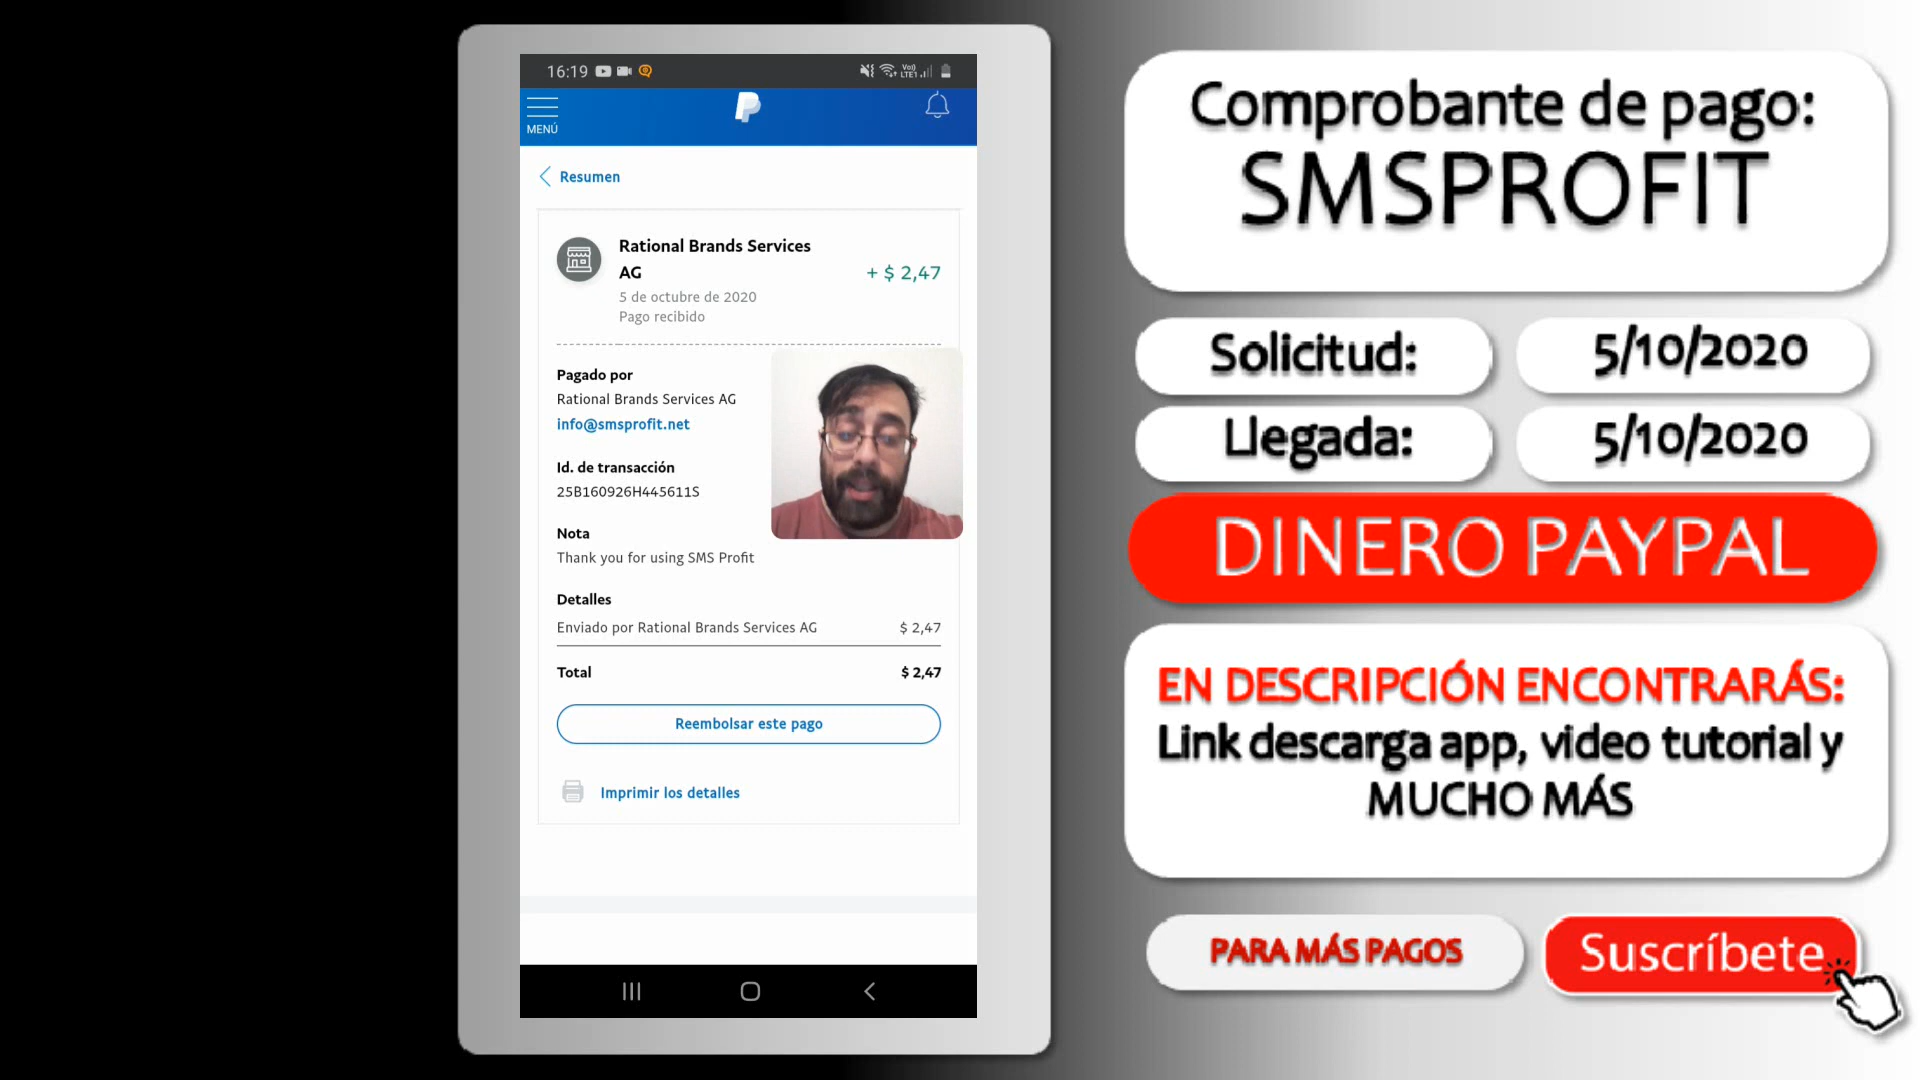 16:19
MENÚ
Resumen
Rational Brands Services
AG
+ $ 2,47
5 de octubre de 2020
Pago recibido
Pagado por
Rational Brands Services AG
info@smsprofit.net
Id. de transacción
25B160926H445611S
Nota
Thank you for using SMS Profit
Detalles
Enviado por Rational Brands Services AG $ 2,47
Total $ 2,47
Reembolsar este pago
Imprimir los detalles
Comprobante de pago:
SMSPROFIT
Solicitud: 5/10/2020
Llegada: 5/10/2020
DINERO PAYPAL
EN DESCRIPCIÓN ENCONTRARÁS:
Link descarga app, video tutorial y
MUCHO MÁS
PARA MÁS PAGOS
Suscríbete